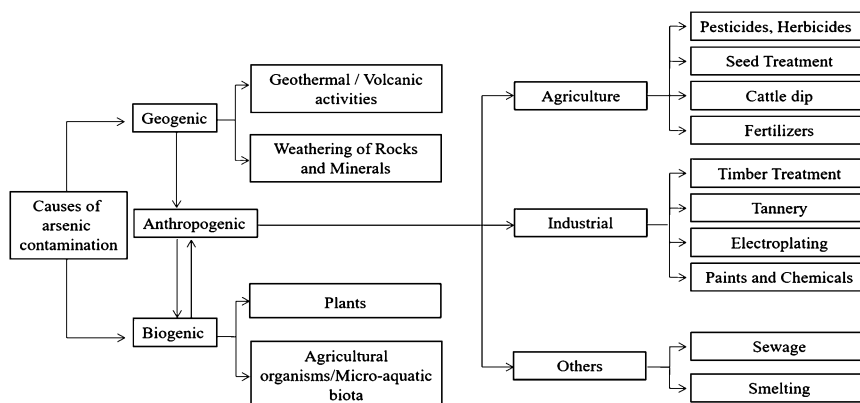 Causes of
arsenic
contamination
Geogenic
Geothermal / Volcanic
activities
Weathering of Rocks
and Minerals
Anthropogenic
Biogenic
Plants
Agricultural
organisms/Micro-aquatic
biota
Agriculture
Pesticides, Herbicides
Seed Treatment
Cattle dip
Fertilizers
Industrial
Timber Treatment
Tannery
Electroplating
Paints and Chemicals
Others
Sewage
Smelting